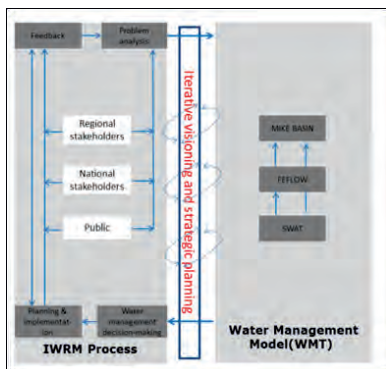 Feedback
Problem
analysis
Iterative visioning and strategic planning
Regional
stakeholders
National
stakeholders
Public
MIKE BASIN
FEFLOW
SWAT
Planning &
implementat
ion
Water
management
decision-making
IWRM Process
Water Management
Model(WMT)